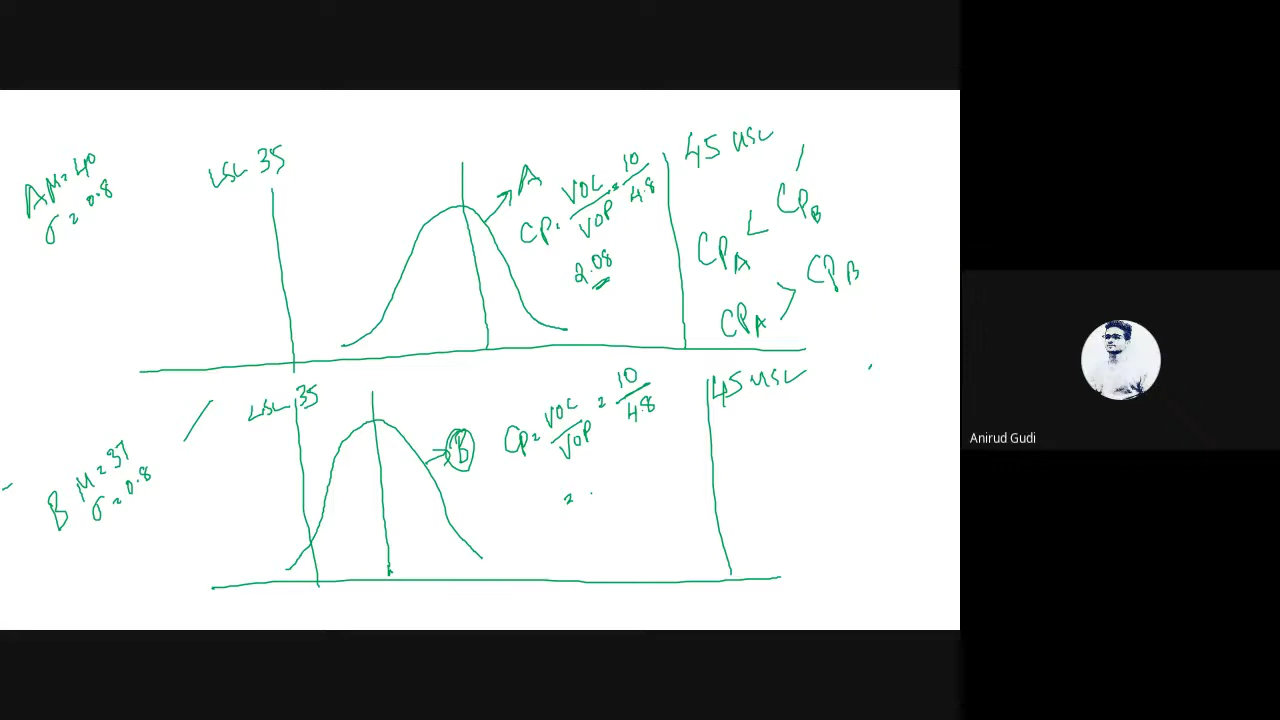 A μ = 40
σ = 0.8
LSL 35
A
CP = VOC/VOP = 10/4.8
2.08
45 USL
CPA < CPB
CPA > CPB
B μ = 37
σ = 0.8
LSL 35
B
CP = VOC/VOP = 10/4.8
=
45 USL
Anirud Gudi